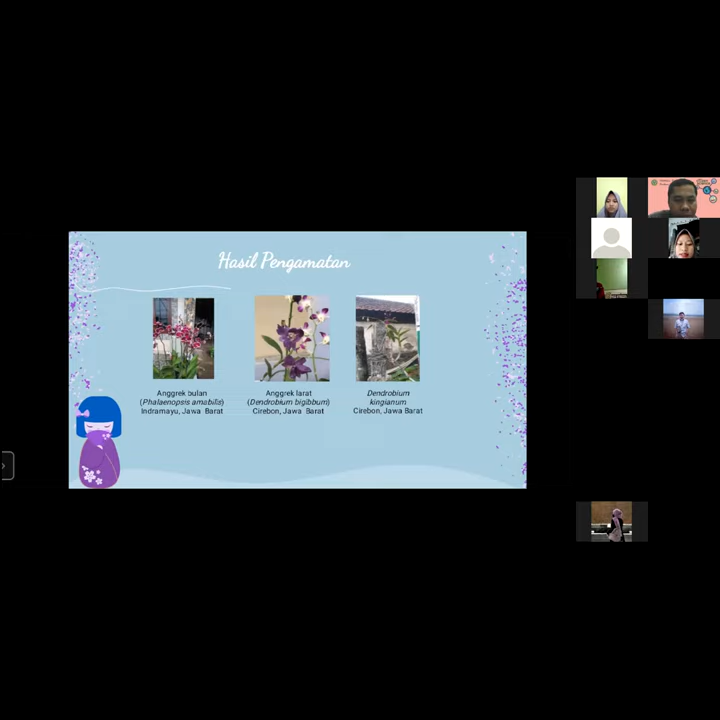 Hasil Pengamatan
Anggrek bulan
(Phalaenopsis amabilis)
Indramayu, Jawa Barat
Anggrek larat
(Dendrobium bigibbum)
Cirebon, Jawa Barat
Dendrobium
kingianum
Cirebon, Jawa Barat